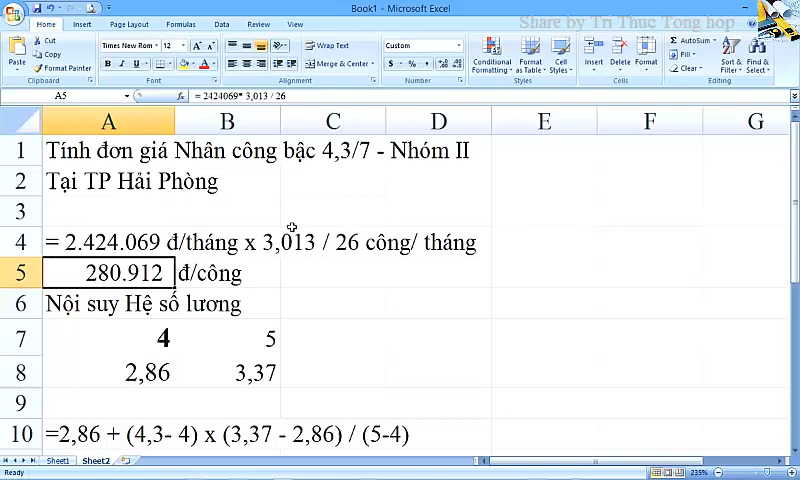 Book1 - Microsoft Excel
Share by Tri Thuc Tong hop
Home Insert Page Layout Formulas Data Review View
Paste
Cut
Copy
Format Painter
Clipboard
Times New Rom 12
B I U
Font
Wrap Text
Merge & Center
Alignment
Custom
$ % ,
Number
Conditional Formatting
Format as Table
Cell Styles
Styles
Insert Delete Format
Cells
Σ AutoSum
Fill
Clear
Sort & Filter
Find & Select
Editing
A5 fx = 2424069* 3,013 / 26
A B C D E F G
1 Tính đơn giá Nhân công bậc 4,3/7 - Nhóm II
2 Tại TP Hải Phòng
3
4 = 2.424.069 đ/tháng x 3,013 / 26 công/ tháng
5 280.912 đ/công
6 Nội suy Hệ số lương
7 4 5
8 2,86 3,37
9
10 =2,86 + (4,3- 4) x (3,37 - 2,86) / (5-4)
Sheet1 Sheet2
Ready 235%